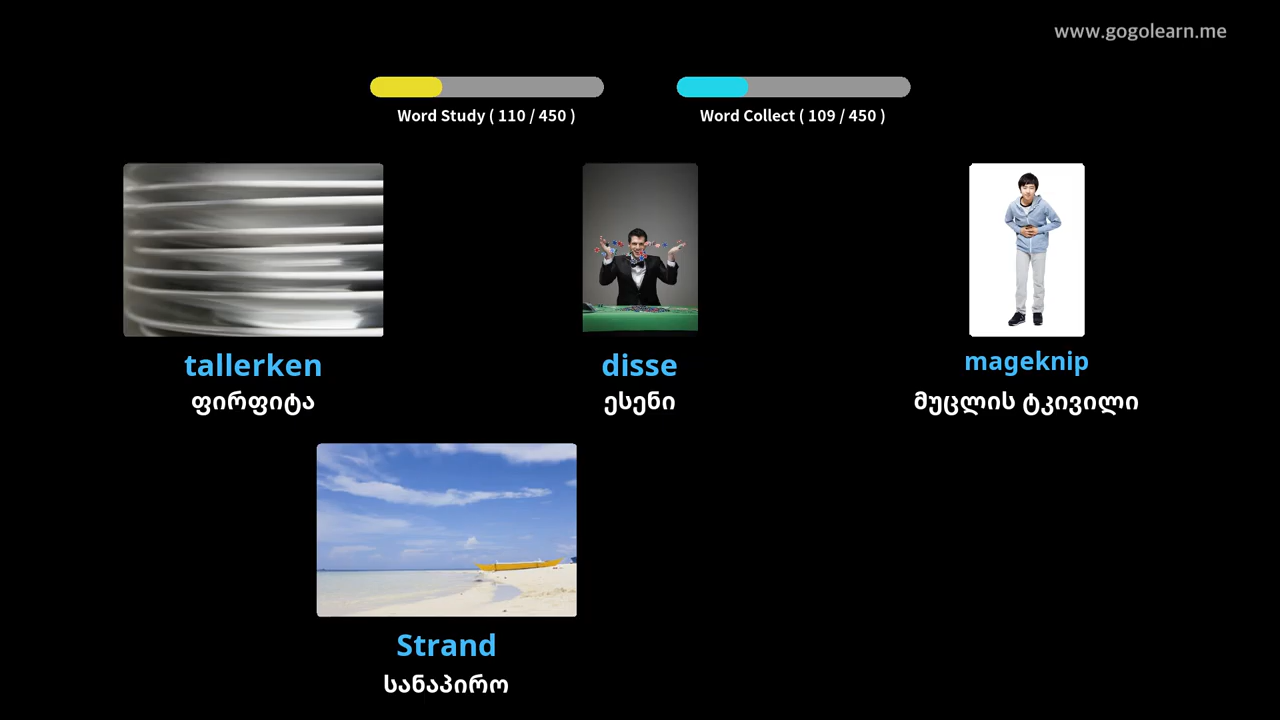 www.gogolearn.me
Word Study ( 110 / 450 )
Word Collect ( 109 / 450 )
tallerken
disse
mageknip
ფირფიტა
ესენი
მუცლის ტკივილი
Strand
სანაპირო